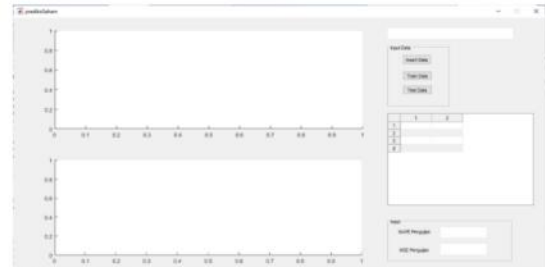 prediksiSaham
1
0.8
0.6
0.4
0.2
0
0 0.1 0.2 0.3 0.4 0.5 0.6 0.7 0.8 0.9 1
1
0.8
0.6
0.4
0.2
0
0 0.1 0.2 0.3 0.4 0.5 0.6 0.7 0.8 0.9 1
Input Data
Insert Data
Train Data
Test Data
1 2
1
2
3
4
Hasil
MAPE Pengujian
MSE Pengujian